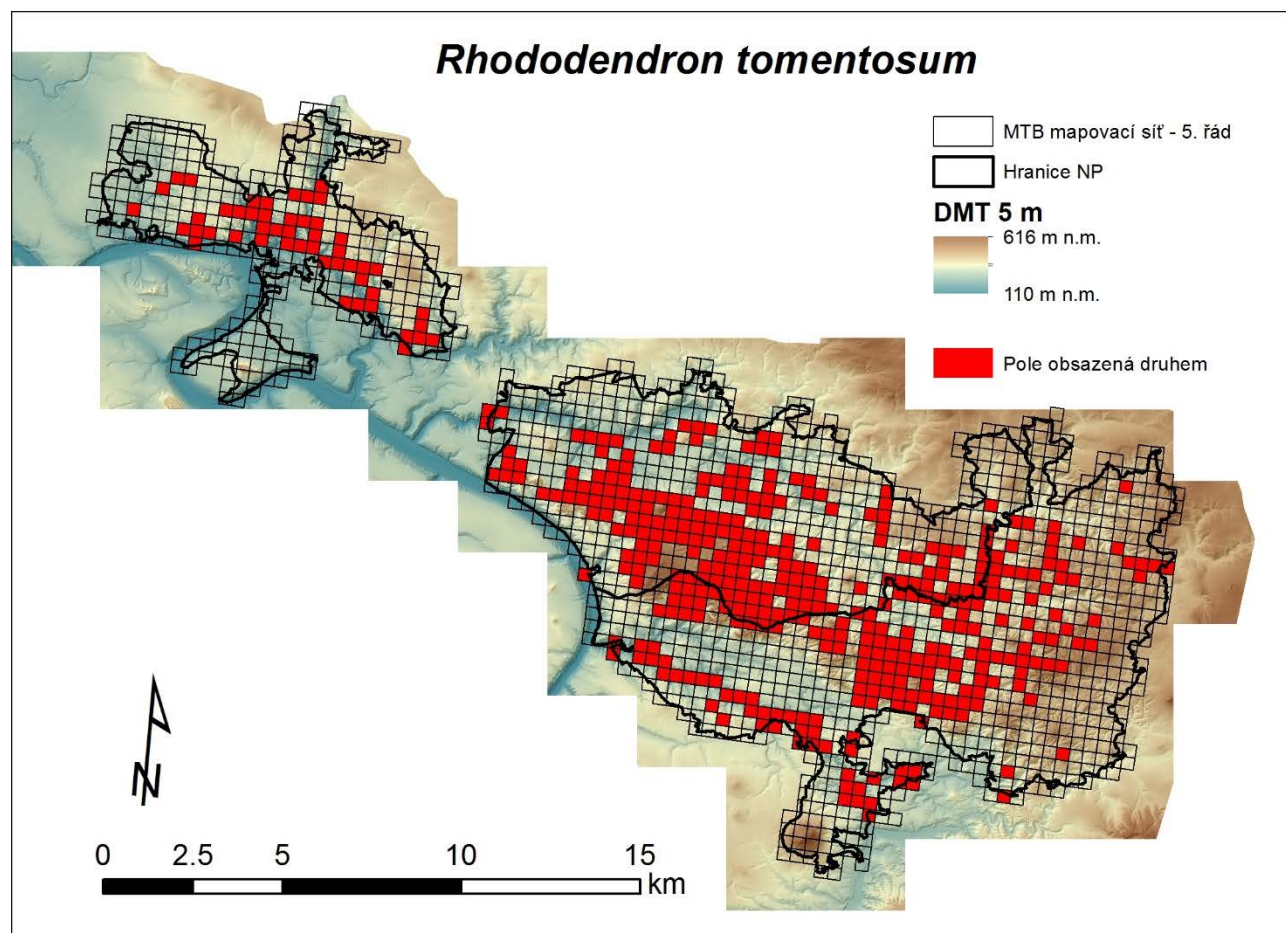 Rhododendron tomentosum
MTB mapovací síť - 5. řád
Hranice NP
DMT 5 m
616 m n.m.
110 m n.m.
Pole obsazená druhem
N
0 2.5 5 10 15
km